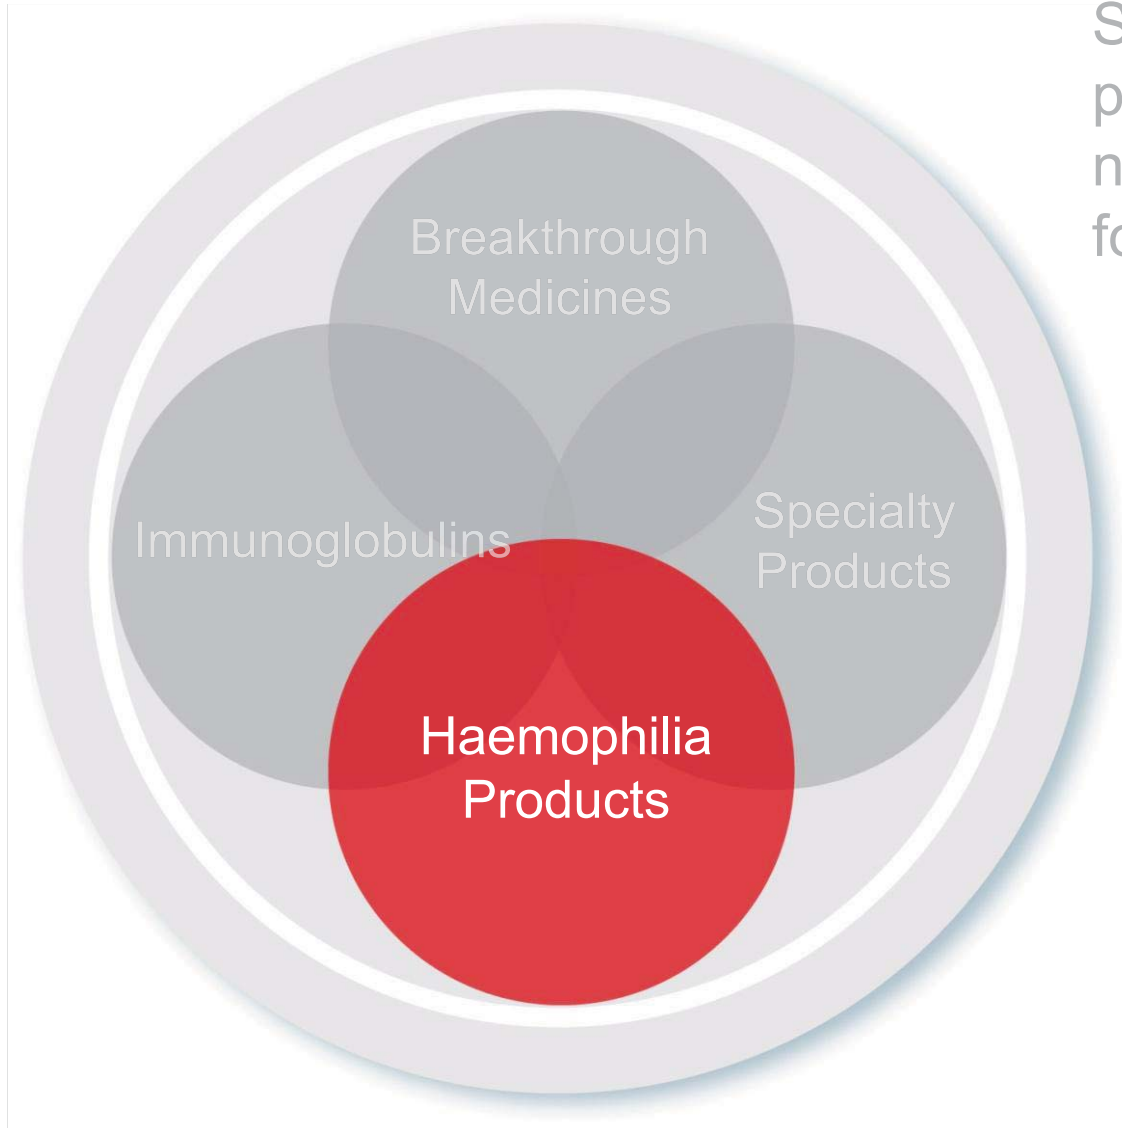 Breakthrough
Medicines
Immunoglobulins
Specialty
Products
Haemophilia
Products